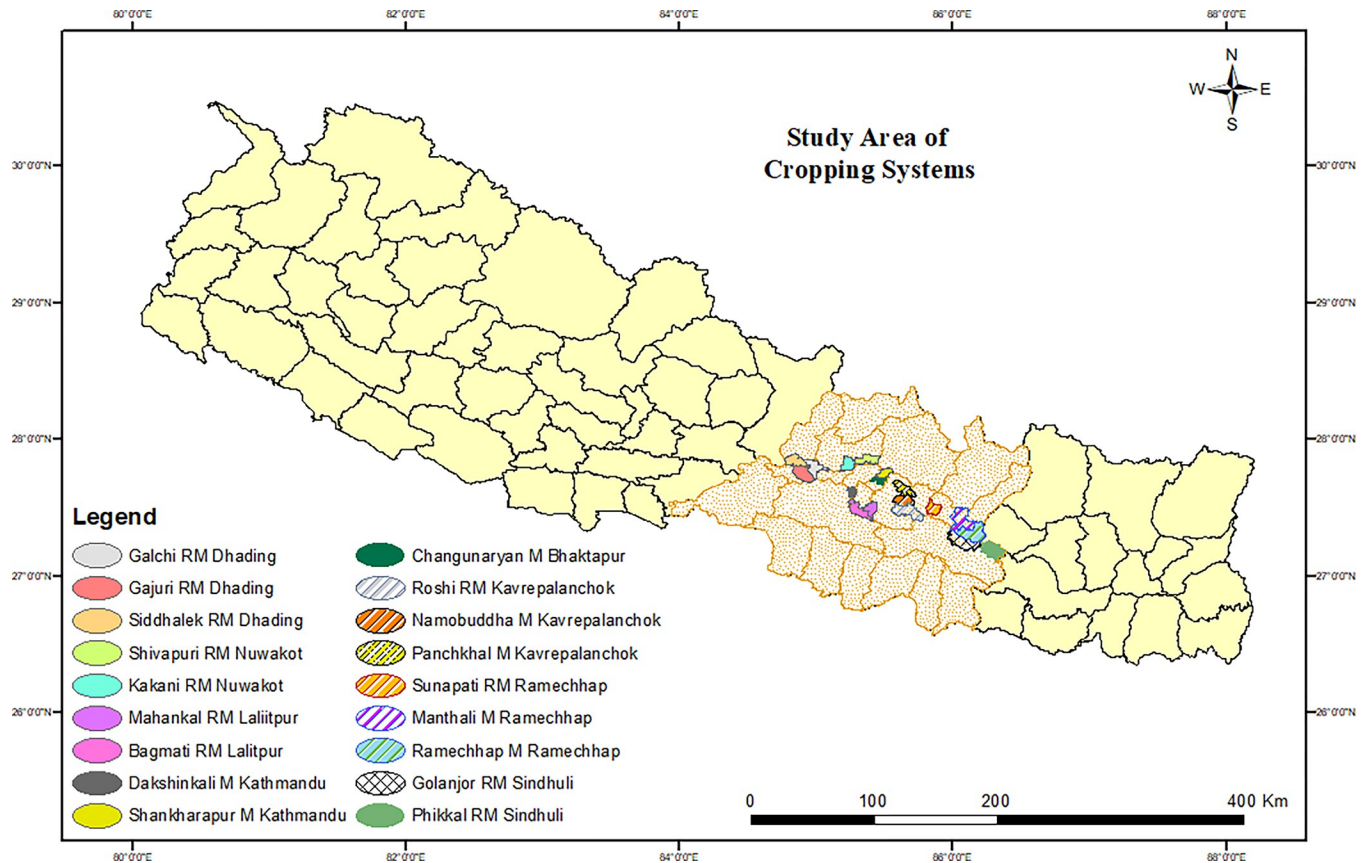 80°0'0"E 82°0'0"E 84°0'0"E 86°0'0"E 88°0'0"E
N
W E
S
Study Area of
Cropping Systems
30°0'0"N 30°0'0"N
29°0'0"N 29°0'0"N
28°0'0"N 28°0'0"N
27°0'0"N 27°0'0"N
26°0'0"N 26°0'0"N
Legend
Galchi RM Dhading
Gajuri RM Dhading
Siddhalek RM Dhading
Shivapuri RM Nuwakot
Kakani RM Nuwakot
Mahankal RM Laliitpur
Bagmati RM Lalitpur
Dakshinkali M Kathmandu
Shankharapur M Kathmandu
Changunaryan M Bhaktapur
Roshi RM Kavrepalanchok
Namobuddha M Kavrepalanchok
Panchkhal M Kavrepalanchok
Sunapati RM Ramechhap
Manthali M Ramechhap
Ramechhap M Ramechhap
Golanjor RM Sindhuli
Phikkal RM Sindhuli
0 100 200 400 Km
80°0'0"E 82°0'0"E 84°0'0"E 86°0'0"E 88°0'0"E